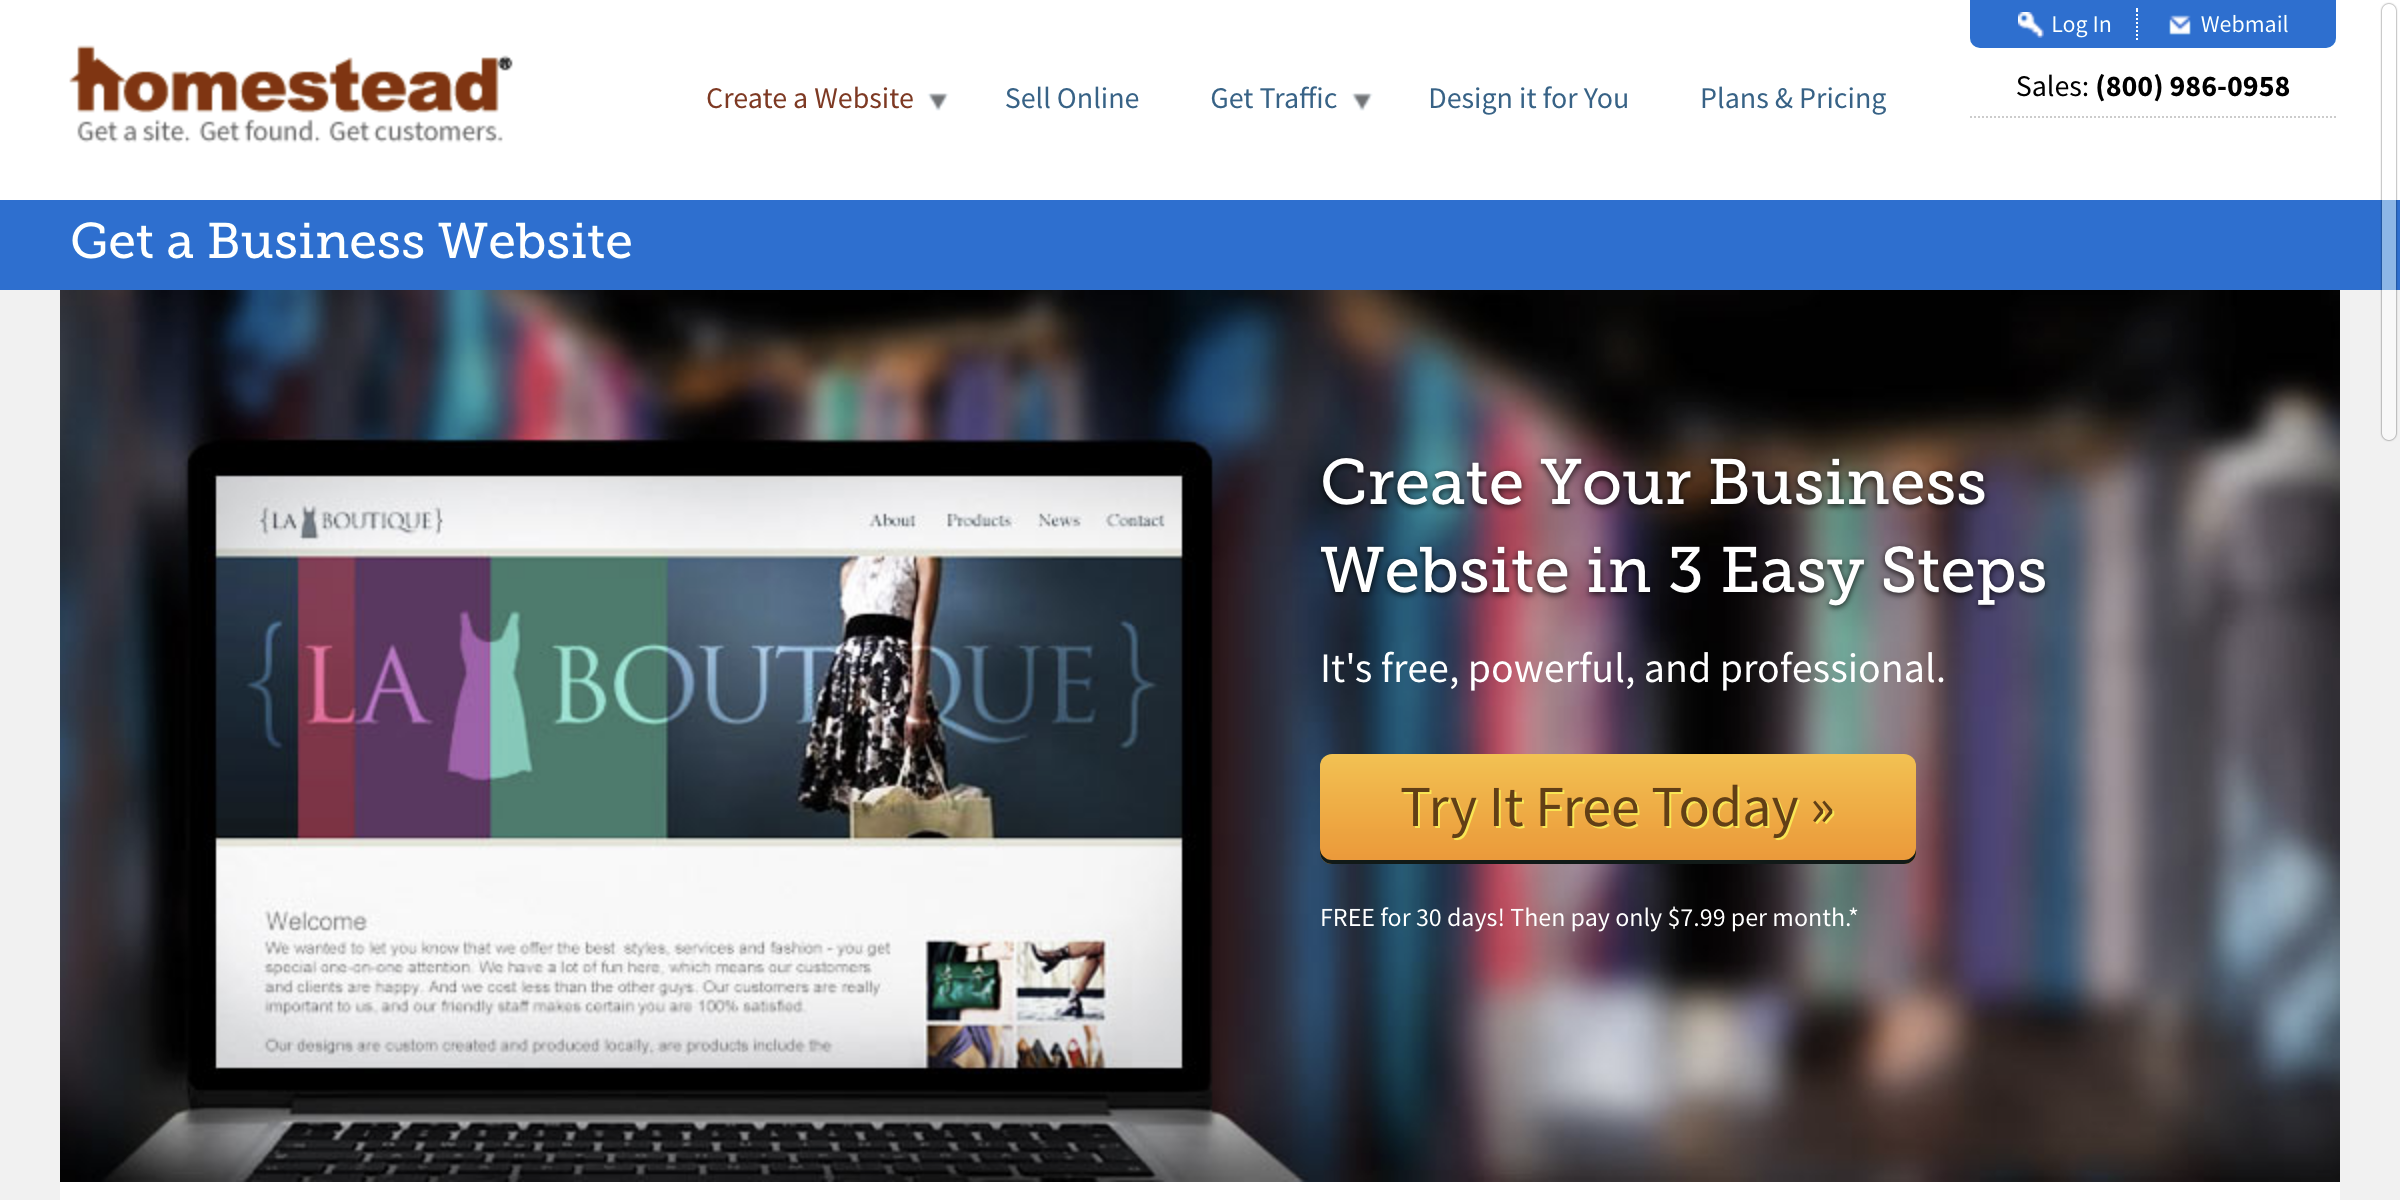 Log In
Webmail
homestead®
Get a site. Get found. Get customers.
Create a Website
Sell Online
Get Traffic
Design it for You
Plans & Pricing
Sales: (800) 986-0958
Get a Business Website
{LA BOUTIQUE}
About Products News Contact
{LA BOUTIQUE}
Welcome
We wanted to let you know that we offer the best styles, services and fashion - you get
special one-on-one attention. We have a lot of fun here, which means our customers
and clients are happy. And we cost less than the other guys. Our customers are really
important to us, and our friendly staff makes certain you are 100% satisfied.
Our designs are custom created and produced locally, are products include the
Create Your Business
Website in 3 Easy Steps
It's free, powerful, and professional.
Try It Free Today »
FREE for 30 days! Then pay only $7.99 per month.*